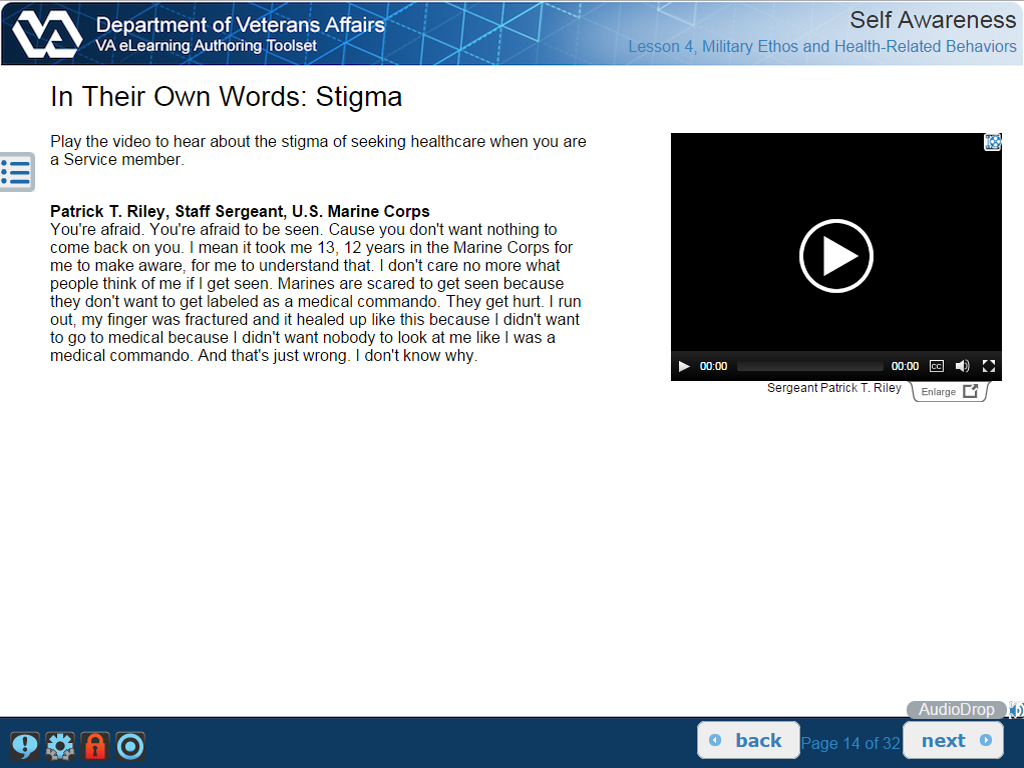 Department of Veterans Affairs
VA eLearning Authoring Toolset
Self Awareness
Lesson 4, Military Ethos and Health-Related Behaviors
In Their Own Words: Stigma
Play the video to hear about the stigma of seeking healthcare when you are
a Service member.
Patrick T. Riley, Staff Sergeant, U.S. Marine Corps
You're afraid. You're afraid to be seen. Cause you don't want nothing to
come back on you. I mean it took me 13, 12 years in the Marine Corps for
me to make aware, for me to understand that. I don't care no more what
people think of me if I get seen. Marines are scared to get seen because
they don't want to get labeled as a medical commando. They get hurt. I run
out, my finger was fractured and it healed up like this because I didn't want
to go to medical because I didn't want nobody to look at me like I was a
medical commando. And that's just wrong. I don't know why.
00:00
00:00
CC
Sergeant Patrick T. Riley
Enlarge
AudioDrop
back
Page 14 of 32
next